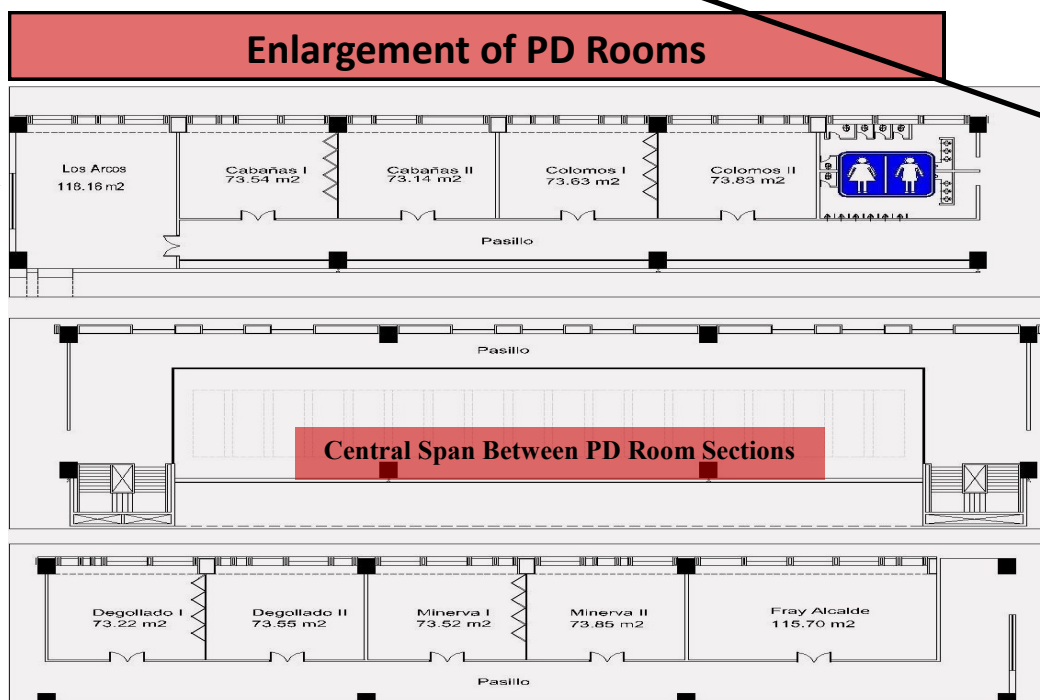 Enlargement of PD Rooms
Los Arcos
118.16 m2
Cabañas I
73.54 m2
Cabañas II
73.14 m2
Colomos I
73.63 m2
Colomos II
73.83 m2
Pasillo
Pasillo
Central Span Between PD Room Sections
Degollado I
73.22 m2
Degollado II
73.55 m2
Minerva I
73.52 m2
Minerva II
73.85 m2
Fray Alcalde
115.70 m2
Pasillo